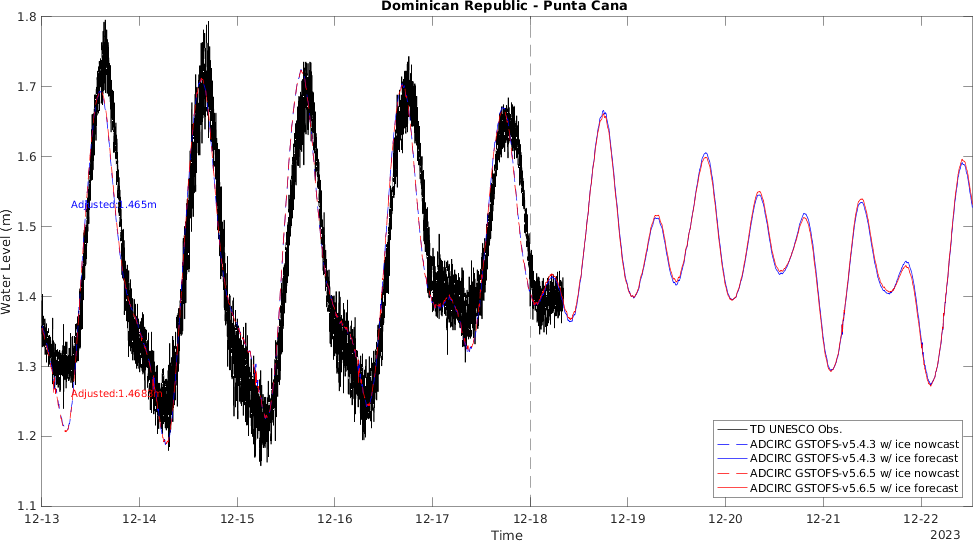 Dominican Republic - Punta Cana
1.8
1.7
1.6
1.5
1.4
1.3
1.2
1.1
Water Level (m)
Adjusted:1.465m
Adjusted:1.468
TD UNESCO Obs.
ADCIRC GSTOFS-v5.4.3 w/ ice nowcast
ADCIRC GSTOFS-v5.4.3 w/ ice forecast
ADCIRC GSTOFS-v5.6.5 w/ ice nowcast
ADCIRC GSTOFS-v5.6.5 w/ ice forecast
12-13 12-14 12-15 12-16 12-17 12-18 12-19 12-20 12-21 12-22
Time
2023